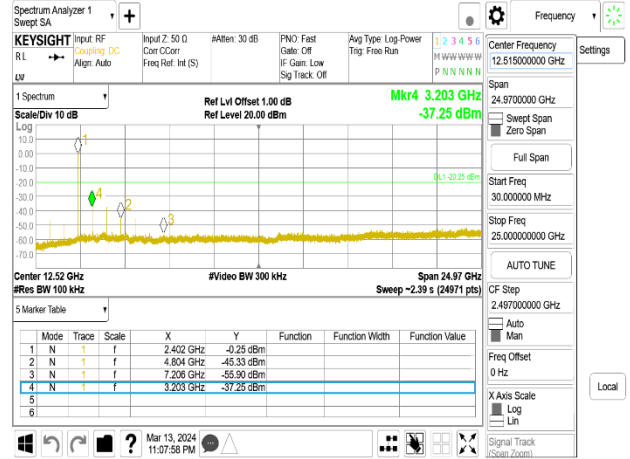 Spectrum Analyzer 1
Swept SA
Frequency
KEYSIGHT
RL
Input: RF
Coupling: DC
Align: Auto
Input Z: 50 Ω
Corr CCorr
Freq Ref: Int (S)
#Atten: 30 dB
PNO: Fast
Gate: Off
IF Gain: Low
Sig Track: Off
Avg Type: Log-Power
Trig: Free Run
1 2 3 4 5 6
M W W W W W
P N N N N N
Settings
Center Frequency
12.515000000 GHz
Span
24.9700000 GHz
Swept Span
Zero Span
Full Span
Start Freq
30.000000 MHz
Stop Freq
25.000000000 GHz
AUTO TUNE
CF Step
2.497000000 GHz
Auto
Man
Freq Offset
0 Hz
X Axis Scale
Log
Lin
Signal Track
(Span Zoom)
Local
1 Spectrum
Scale/Div 10 dB
Log
Ref Lvl Offset 1.00 dB
Ref Level 20.00 dBm
Mkr4 3.203 GHz
-37.25 dBm
10.0
0.00
-10.0
-20.0
-30.0
-40.0
-50.0
-60.0
-70.0
1
4
2
3
DL1 -20.25 dBm
Center 12.52 GHz
#Res BW 100 kHz
#Video BW 300 kHz
Span 24.97 GHz
Sweep ~2.39 s (24971 pts)
5 Marker Table
Mode Trace Scale X Y Function Function Width Function Value
1 N 1 f 2.402 GHz -0.25 dBm
2 N 1 f 4.804 GHz -45.33 dBm
3 N 1 f 7.206 GHz -55.90 dBm
4 N 1 f 3.203 GHz -37.25 dBm
5
6
Mar 13, 2024
11:07:58 PM